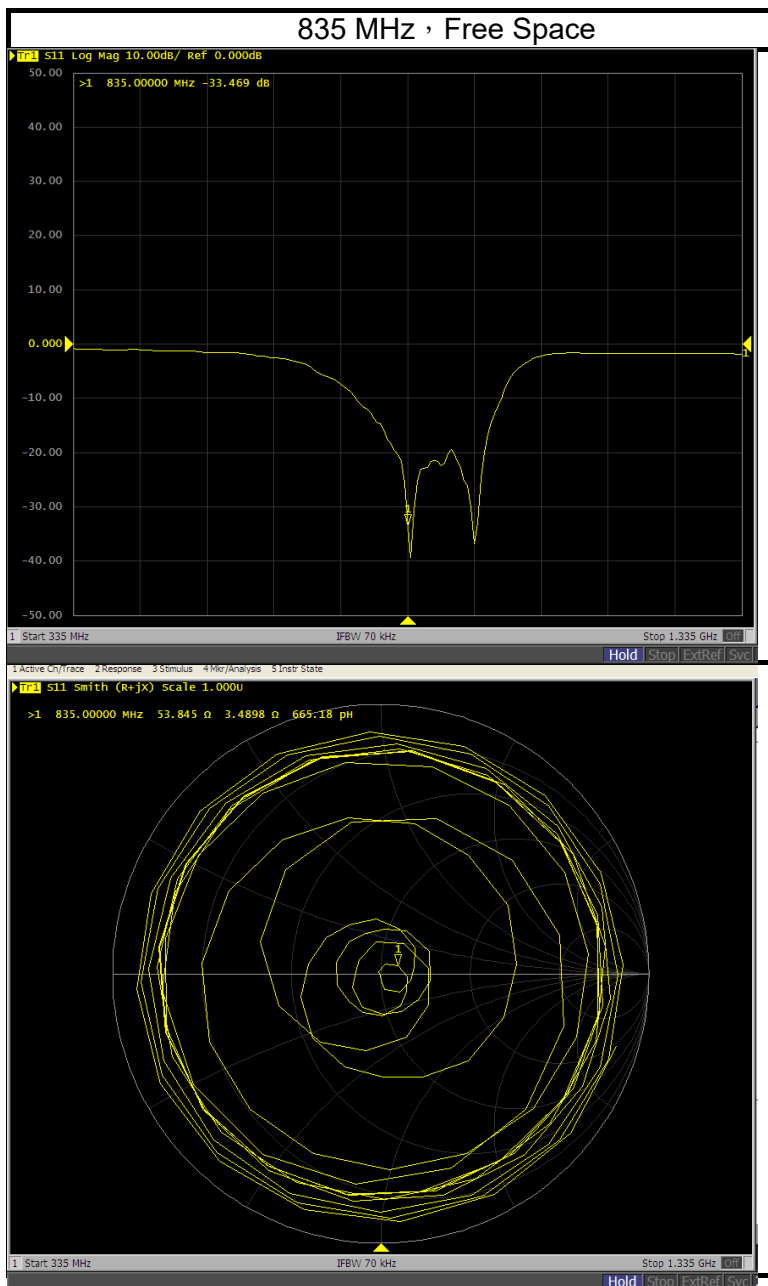 835 MHz，Free Space
Tr1 S11 Log Mag 10.00dB/ Ref 0.000dB
50.00
>1 835.00000 MHz -33.469 dB
40.00
30.00
20.00
10.00
0.000
1
-10.00
-20.00
-30.00
1
-40.00
-50.00
1 Start 335 MHz IFBW 70 kHz Stop 1.335 GHz Off
Hold Stop ExtRef Svc
1 Active Ch/Trace 2 Response 3 Stimulus 4 Mkr/Analysis 5 Instr State
Tr1 S11 Smith (R+jX) Scale 1.000U
>1 835.00000 MHz 53.845 Ω 3.4898 Ω 665.18 pH
1
1 Start 335 MHz IFBW 70 kHz Stop 1.335 GHz Off
Hold Stop ExtRef Svc